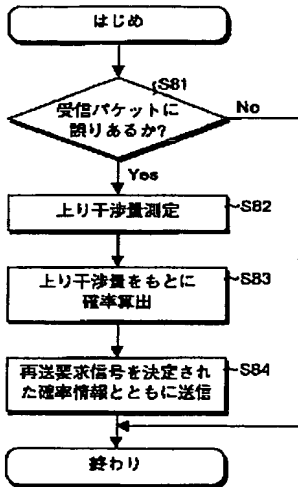 はじめ
S81
受信パケットに
誤りあるか?
No
Yes
上り干渉量測定
S82
上り干渉量をもとに
確率算出
S83
再送要求信号を決定され
た確率情報とともに送信
S84
終わり